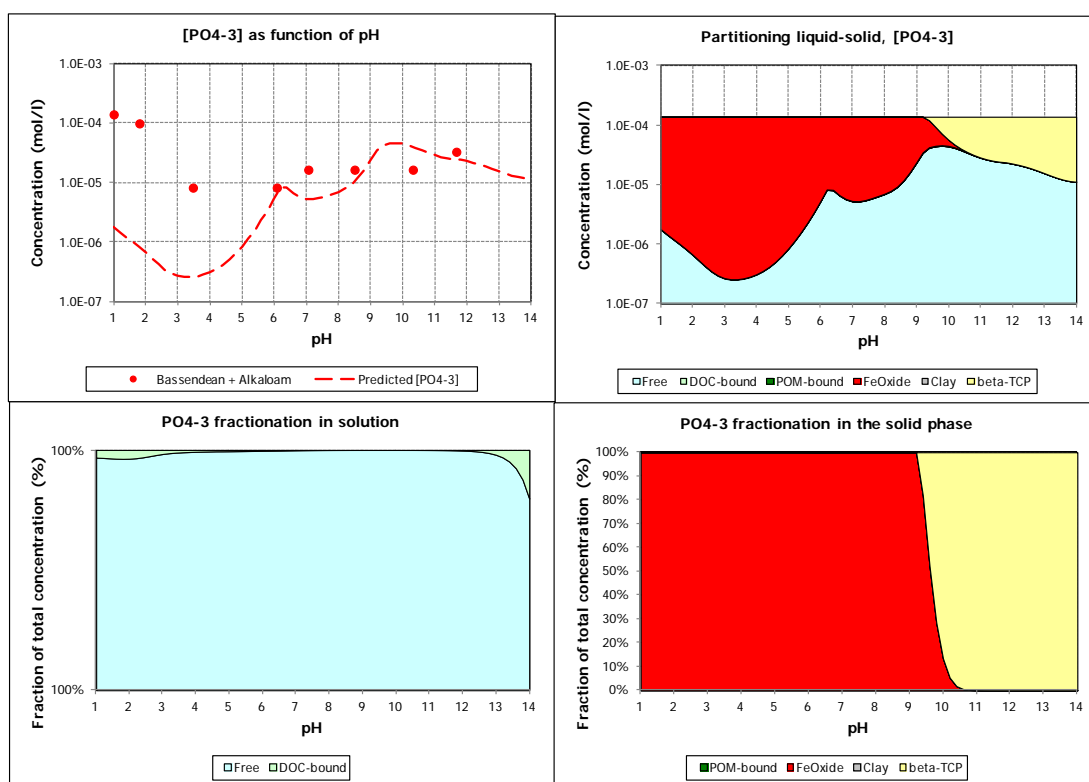 [PO4-3] as function of pH
Concentration (mol/l)
1.0E-03
1.0E-04
1.0E-05
1.0E-06
1.0E-07
1 2 3 4 5 6 7 8 9 10 11 12 13 14
pH
Bassendean + Alkaloam Predicted [PO4-3]
Partitioning liquid-solid, [PO4-3]
Concentration (mol/l)
1.0E-03
1.0E-04
1.0E-05
1.0E-06
1.0E-07
1 2 3 4 5 6 7 8 9 10 11 12 13 14
pH
Free DOC-bound POM-bound FeOxide Clay beta-TCP
PO4-3 fractionation in solution
Fraction of total concentration (%)
100%
100%
1 2 3 4 5 6 7 8 9 10 11 12 13 14
pH
Free DOC-bound
PO4-3 fractionation in the solid phase
Fraction of total concentration (%)
100%
90%
80%
70%
60%
50%
40%
30%
20%
10%
0%
1 2 3 4 5 6 7 8 9 10 11 12 13 14
pH
POM-bound FeOxide Clay beta-TCP